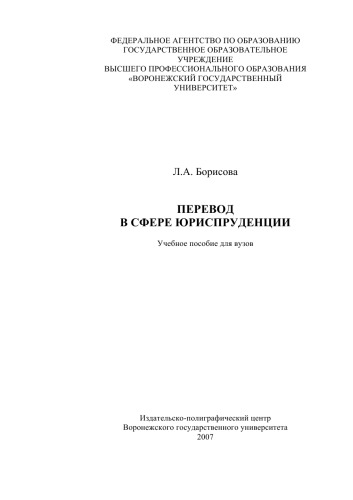 ФЕДЕРАЛЬНОЕ АГЕНТСТВО ПО ОБРАЗОВАНИЮ
ГОСУДАРСТВЕННОЕ ОБРАЗОВАТЕЛЬНОЕ
УЧРЕЖДЕНИЕ
ВЫСШЕГО ПРОФЕССИОНАЛЬНОГО ОБРАЗОВАНИЯ
«ВОРОНЕЖСКИЙ ГОСУДАРСТВЕННЫЙ
УНИВЕРСИТЕТ»
Л.А. Борисова
ПЕРЕВОД
В СФЕРЕ ЮРИСПРУДЕНЦИИ
Учебное пособие для вузов
Издательско-полиграфический центр
Воронежского государственного университета
2007